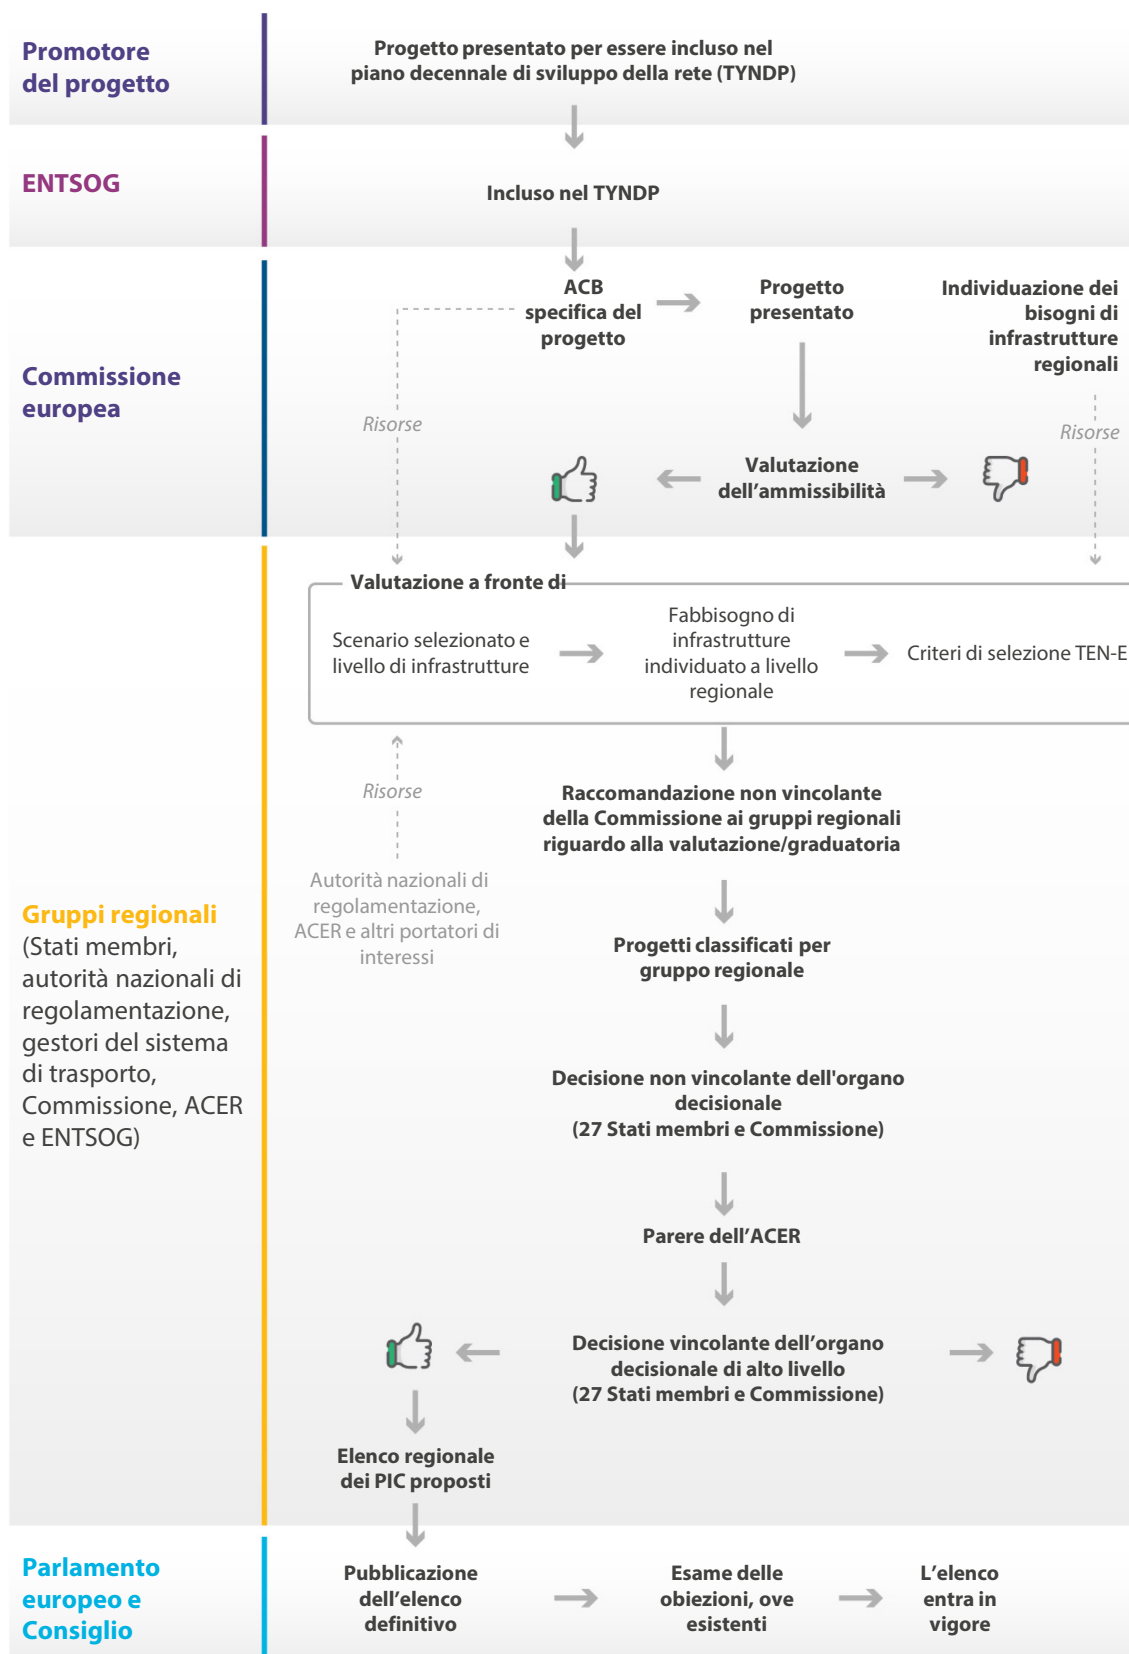 Promotore
del progetto
Progetto presentato per essere incluso nel
piano decennale di sviluppo della rete (TYNDP)
ENTSOG
Incluso nel TYNDP
Commissione
europea
ACB
specifica del
progetto
Progetto
presentato
Individuazione dei
bisogni di
infrastrutture
regionali
Risorse
Risorse
Valutazione
dell’ammissibilità
Gruppi regionali
(Stati membri,
autorità nazionali di
regolamentazione,
gestori del sistema
di trasporto,
Commissione, ACER
e ENTSOG)
Valutazione a fronte di
Scenario selezionato e
livello di infrastrutture
Fabbisogno di
infrastrutture
individuato a livello
regionale
Criteri di selezione TEN-E
Risorse
Autorità nazionali di
regolamentazione,
ACER e altri portatori di
interessi
Raccomandazione non vincolante
della Commissione ai gruppi regionali
riguardo alla valutazione/graduatoria
Progetti classificati per
gruppo regionale
Decisione non vincolante dell'organo
decisionale
(27 Stati membri e Commissione)
Parere dell’ACER
Decisione vincolante dell’organo
decisionale di alto livello
(27 Stati membri e Commissione)
Elenco regionale
dei PIC proposti
Parlamento
europeo e
Consiglio
Pubblicazione
dell’elenco
definitivo
Esame delle
obiezioni, ove
esistenti
L’elenco
entra in
vigore